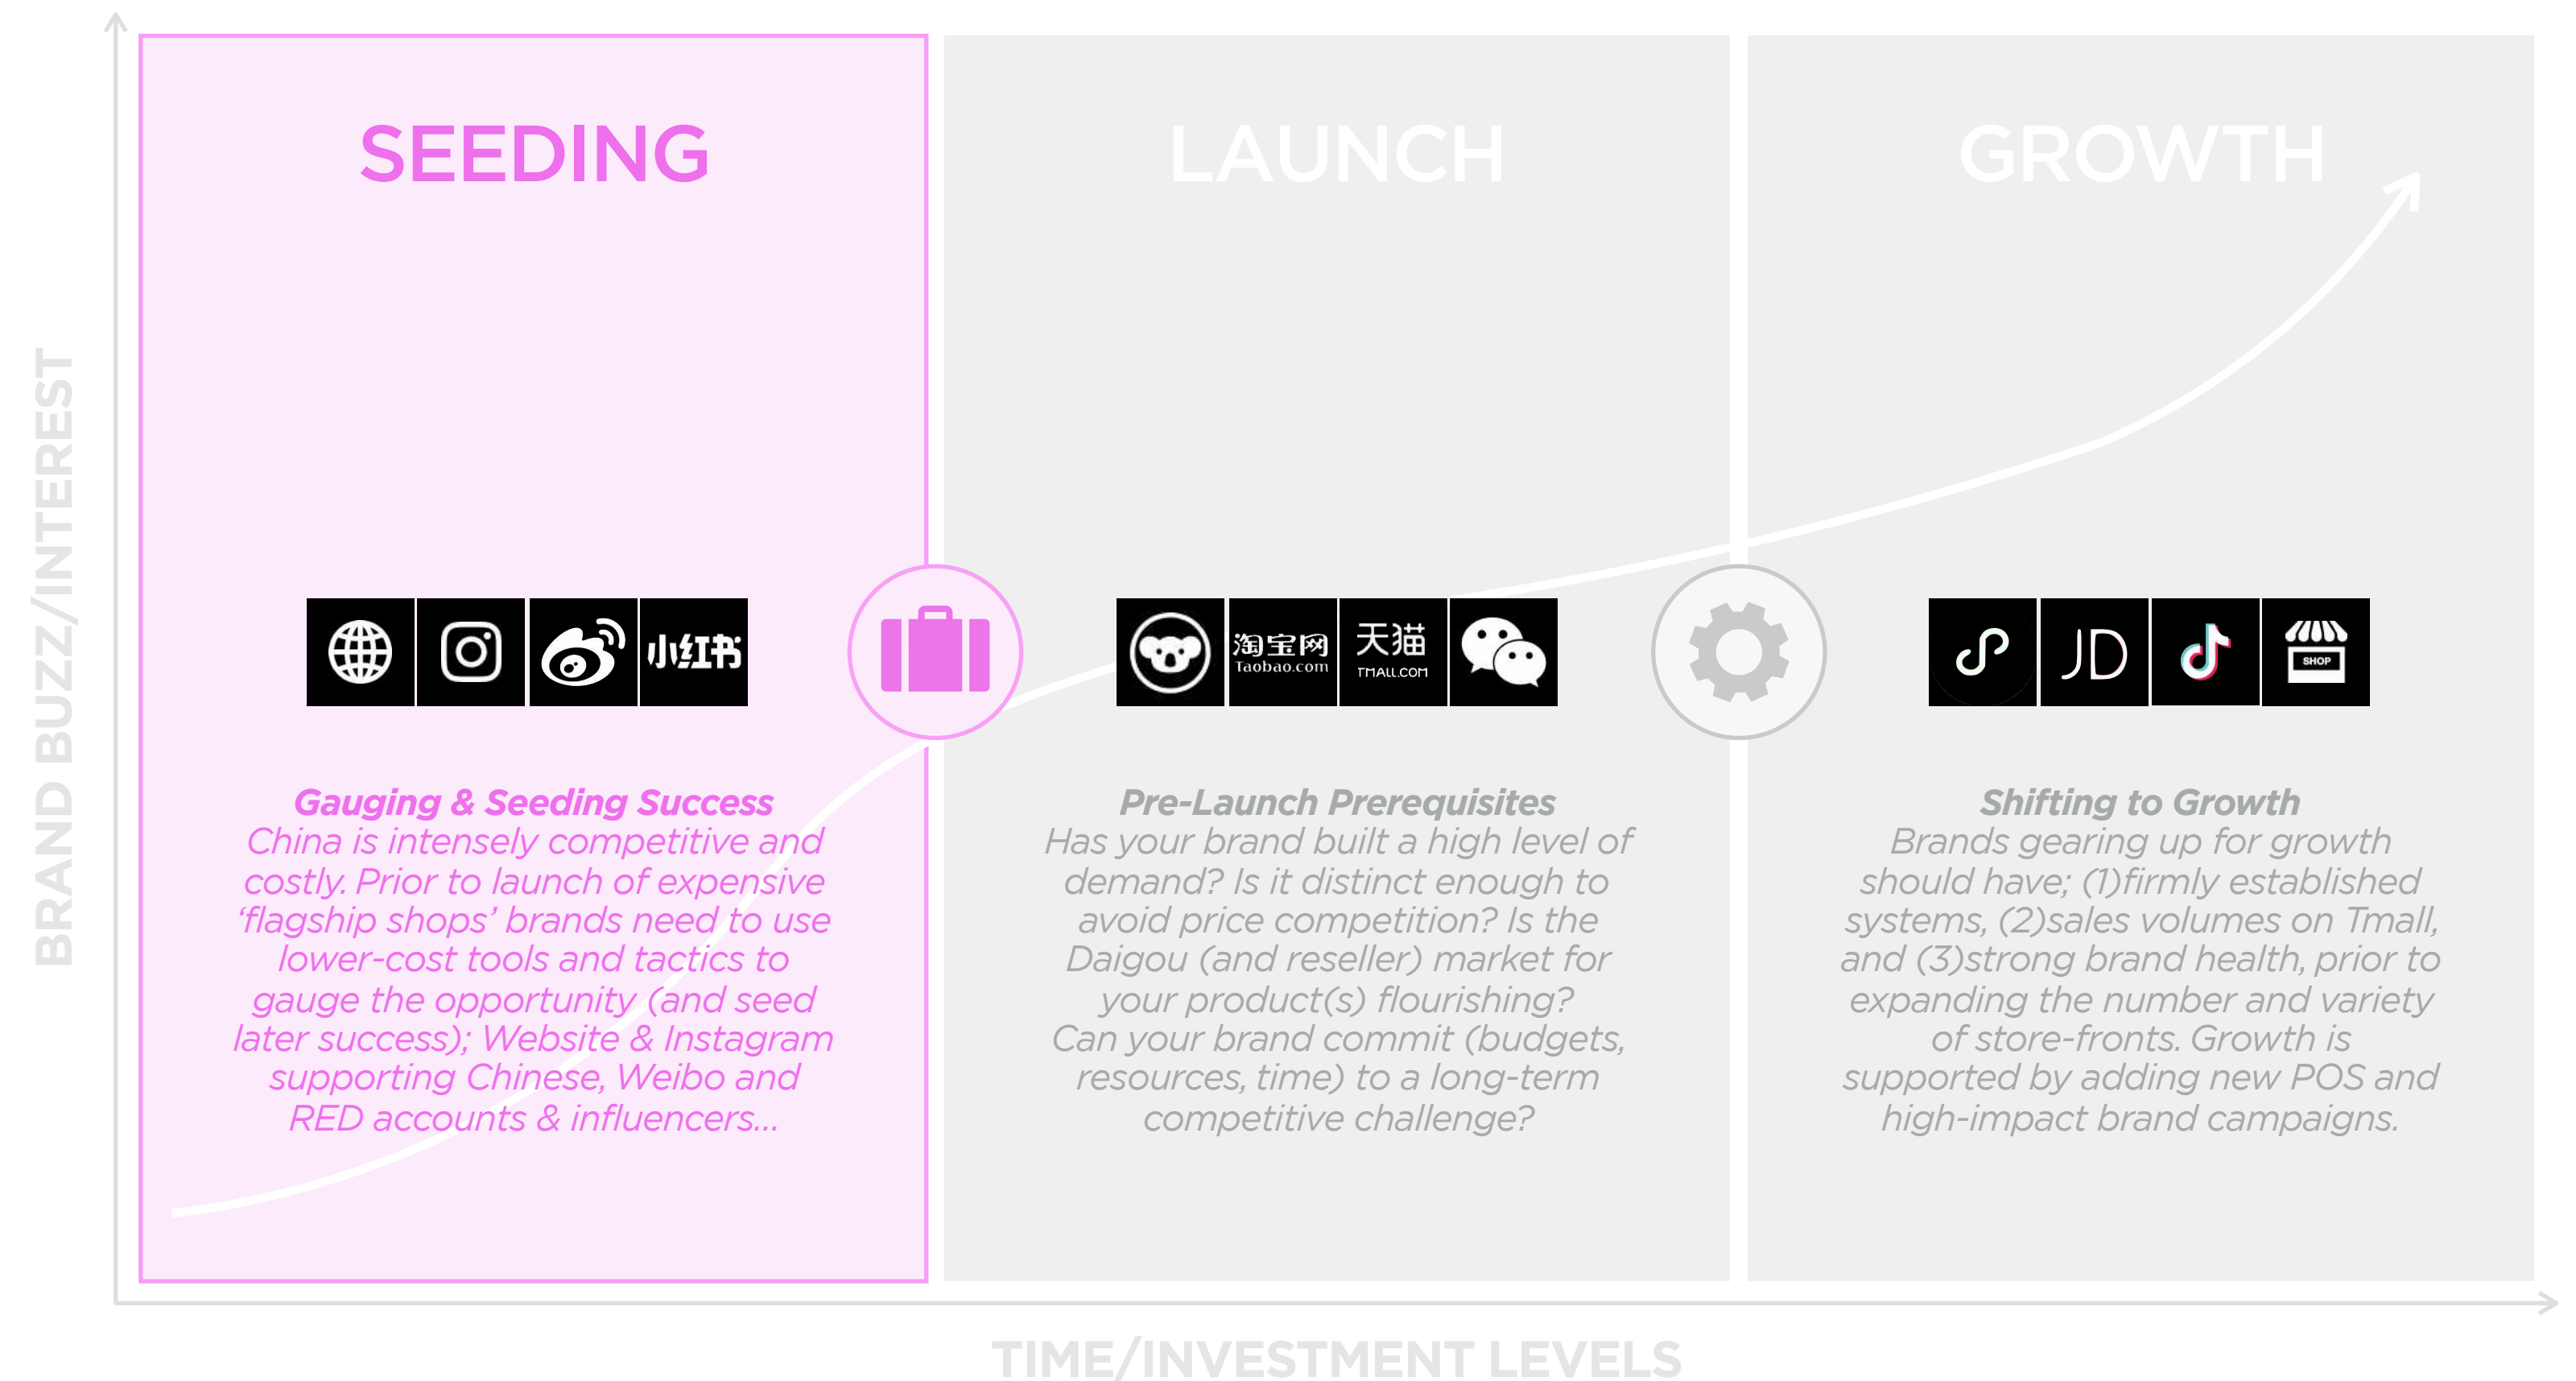 SEEDING
LAUNCH
GROWTH
BRAND BUZZ/INTEREST
小红书
淘宝网
Taobao.com
天猫
TMALL.COM
JD
SHOP
Gauging & Seeding Success
China is intensely competitive and
costly. Prior to launch of expensive
‘flagship shops’ brands need to use
lower-cost tools and tactics to
gauge the opportunity (and seed
later success); Website & Instagram
supporting Chinese, Weibo and
RED accounts & influencers...
Pre-Launch Prerequisites
Has your brand built a high level of
demand? Is it distinct enough to
avoid price competition? Is the
Daigou (and reseller) market for
your product(s) flourishing?
Can your brand commit (budgets,
resources, time) to a long-term
competitive challenge?
Shifting to Growth
Brands gearing up for growth
should have; (1)firmly established
systems, (2)sales volumes on Tmall,
and (3)strong brand health, prior to
expanding the number and variety
of store-fronts. Growth is
supported by adding new POS and
high-impact brand campaigns.
TIME/INVESTMENT LEVELS